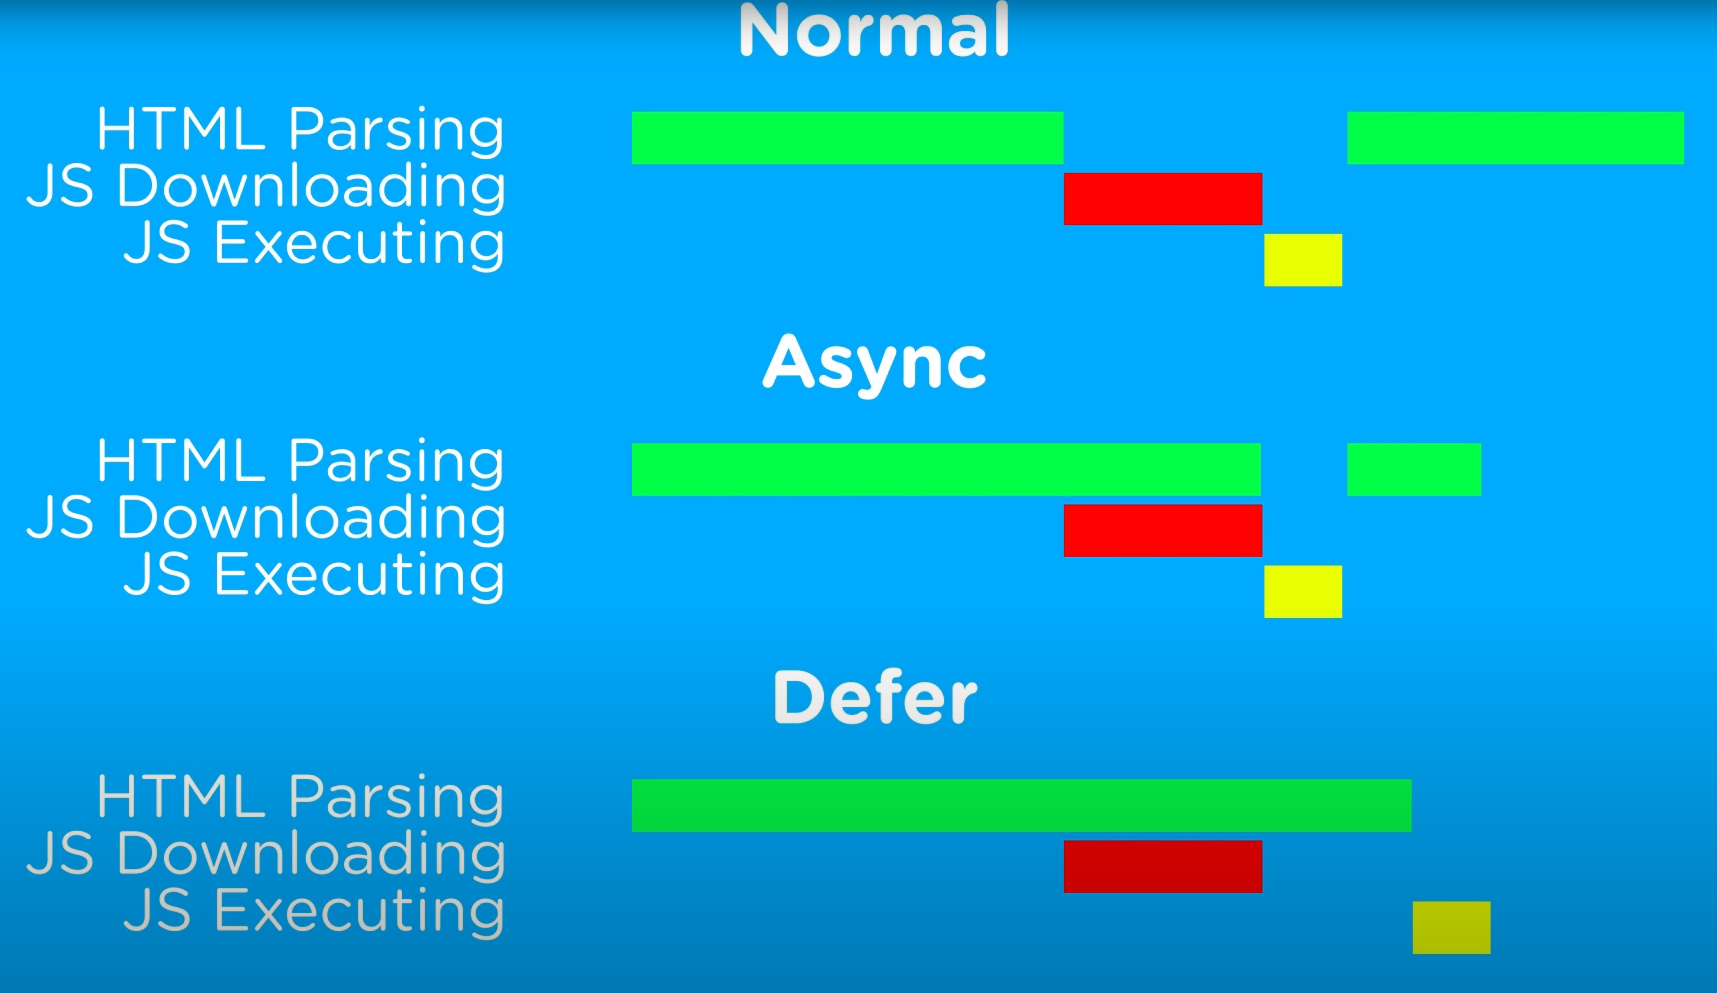 Normal
HTML Parsing
JS Downloading
JS Executing
Async
HTML Parsing
JS Downloading
JS Executing
Defer
HTML Parsing
JS Downloading
JS Executing